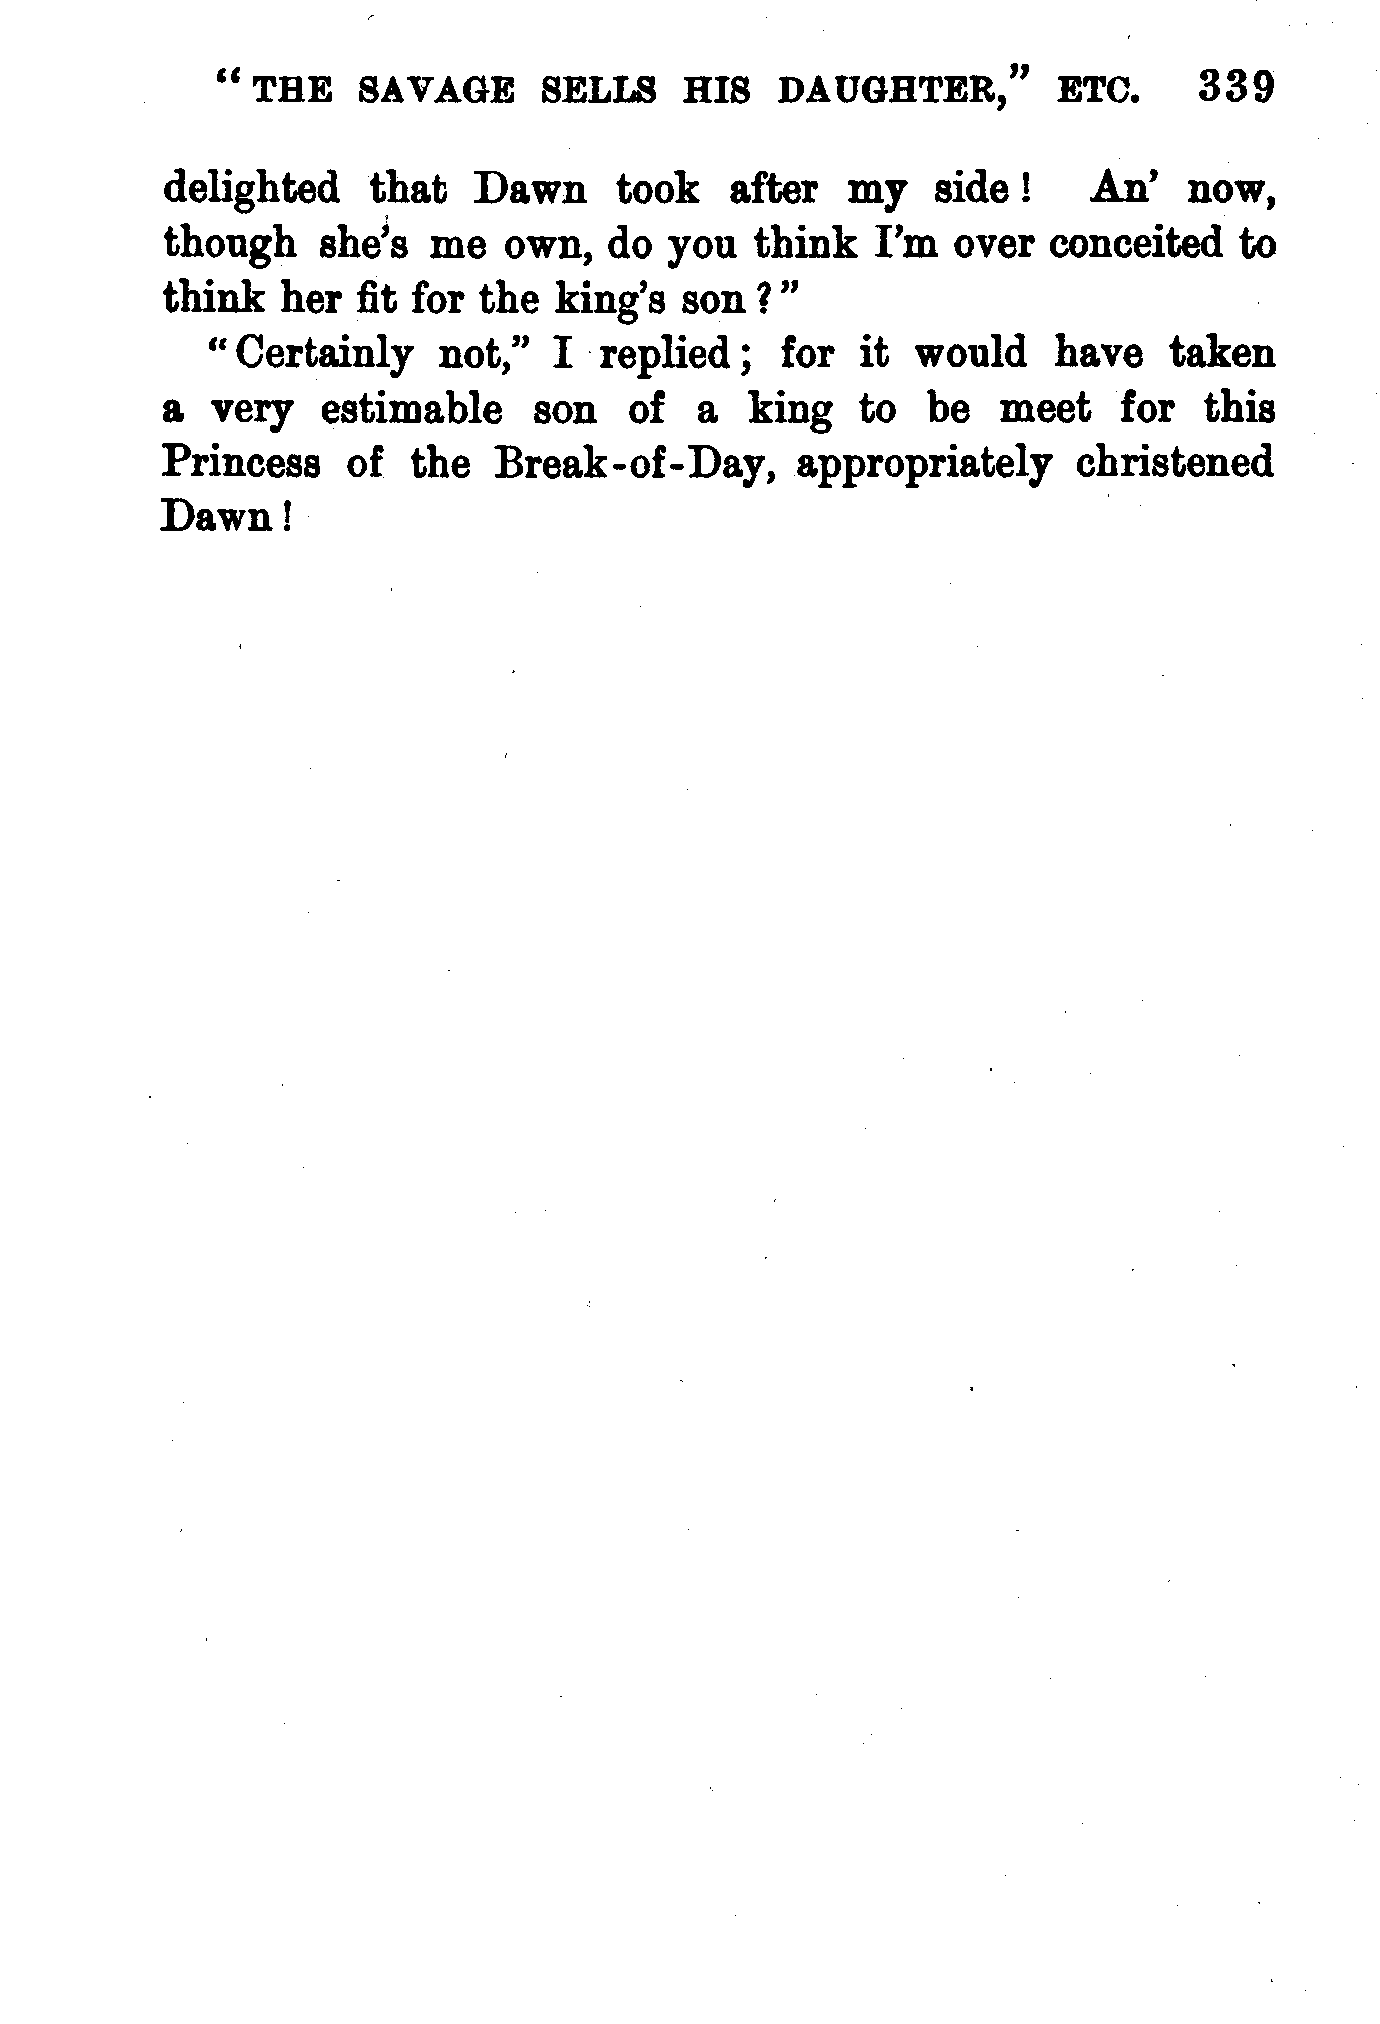 “THE SAVAGE SELLS HIS DAUGHTER,” ETC. 339
delighted that Dawn took after my side! An’ now,
though she’s me own, do you think I’m over conceited to
think her fit for the king’s son?”
“Certainly not,” I replied; for it would have taken
a very estimable son of a king to be meet for this
Princess of the Break-of-Day, appropriately christened
Dawn!